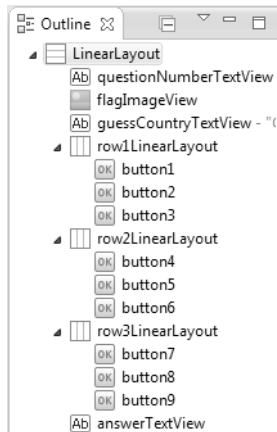 Outline
LinearLayout
Ab questionNumberTextView
flagImageView
Ab guessCountryTextView - "
row1LinearLayout
OK button1
OK button2
OK button3
row2LinearLayout
OK button4
OK button5
OK button6
row3LinearLayout
OK button7
OK button8
OK button9
Ab answerTextView